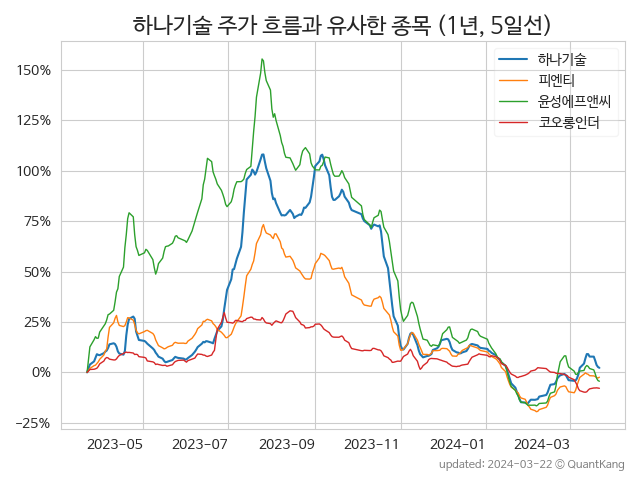 하나기술 주가 흐름과 유사한 종목 (1년, 5일선)
하나기술
피엔티
윤성에프앤씨
코오롱인더
150%
125%
100%
75%
50%
25%
0%
−25%
2023-05 2023-07 2023-09 2023-11 2024-01 2024-03
updated: 2024-03-22 © QuantKang